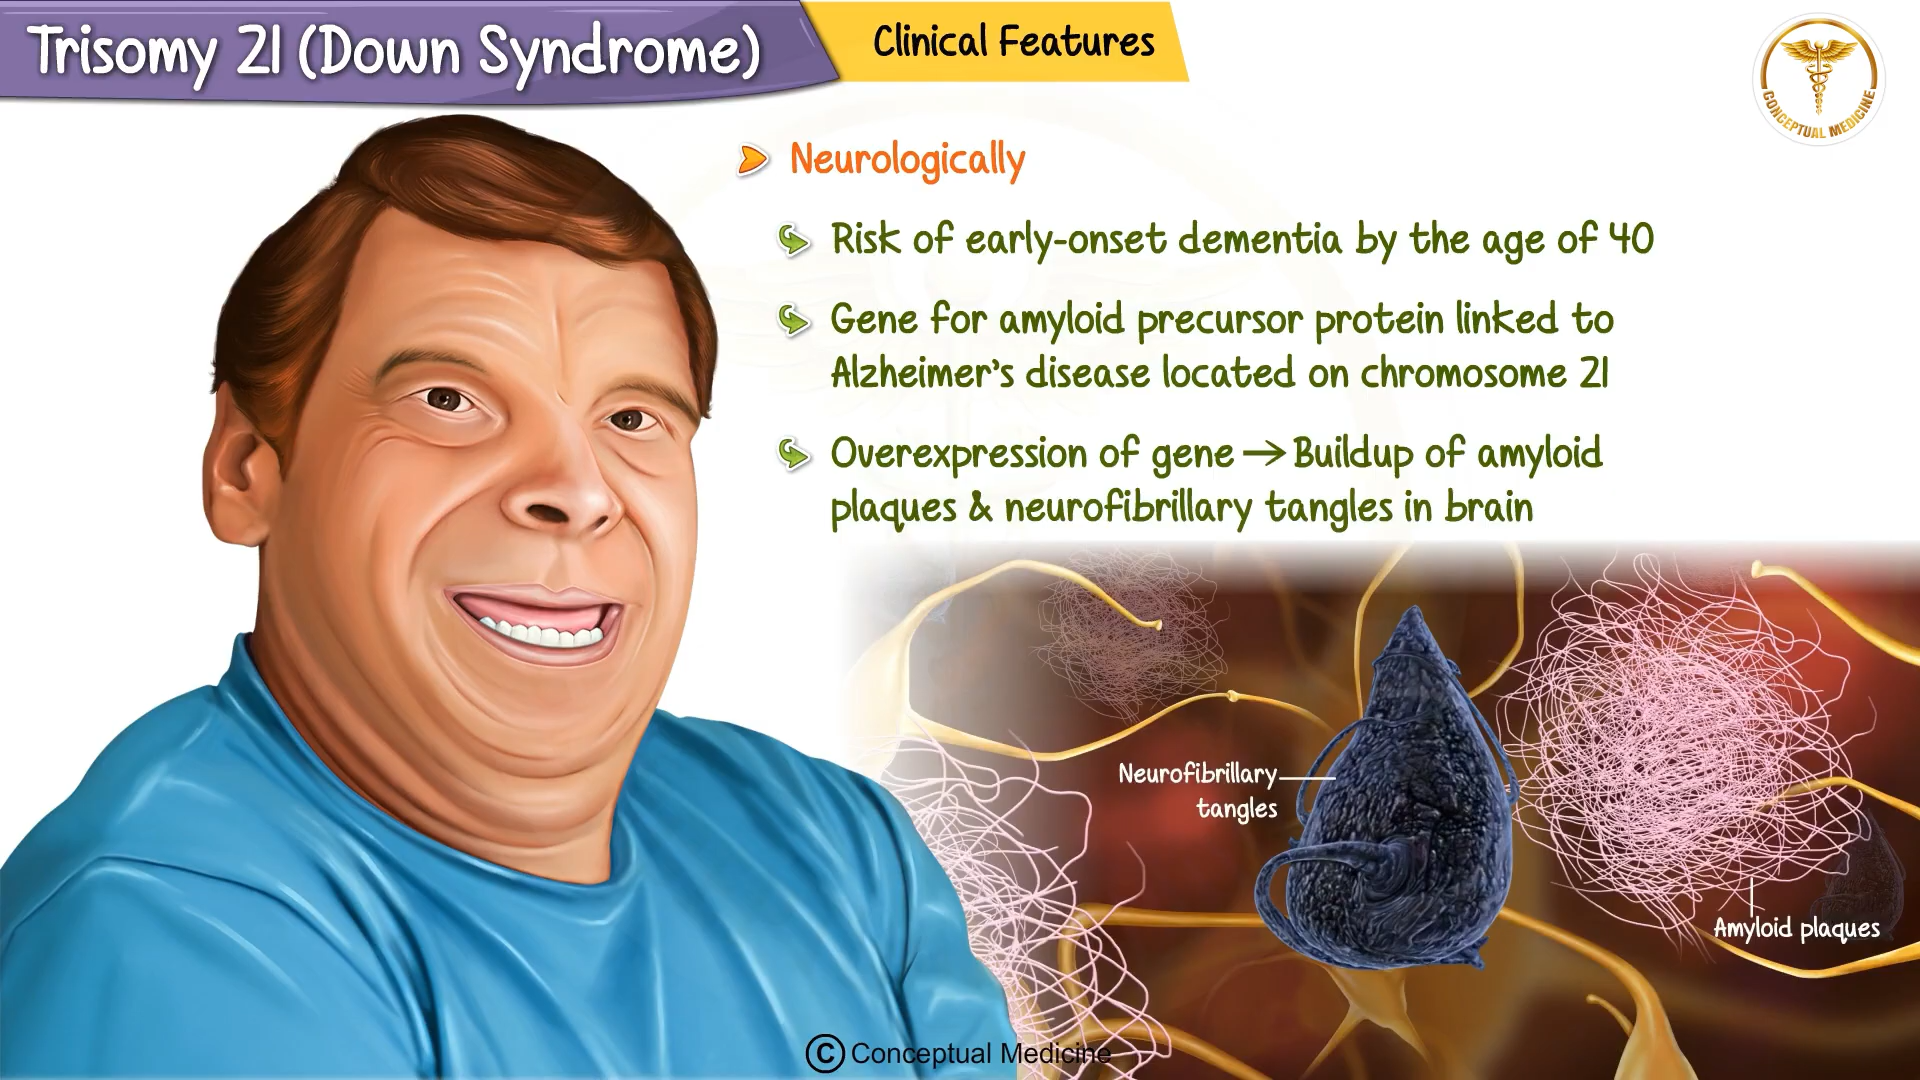 Trisomy 21 (Down Syndrome)
Clinical Features
CONCEPTUAL MEDICINE
Neurologically
Risk of early-onset dementia by the age of 40
Gene for amyloid precursor protein linked to
Alzheimer's disease located on chromosome 21
Overexpression of gene → Buildup of amyloid
plaques & neurofibrillary tangles in brain
Neurofibrillary
tangles
Amyloid plaques
© Conceptual Medicine